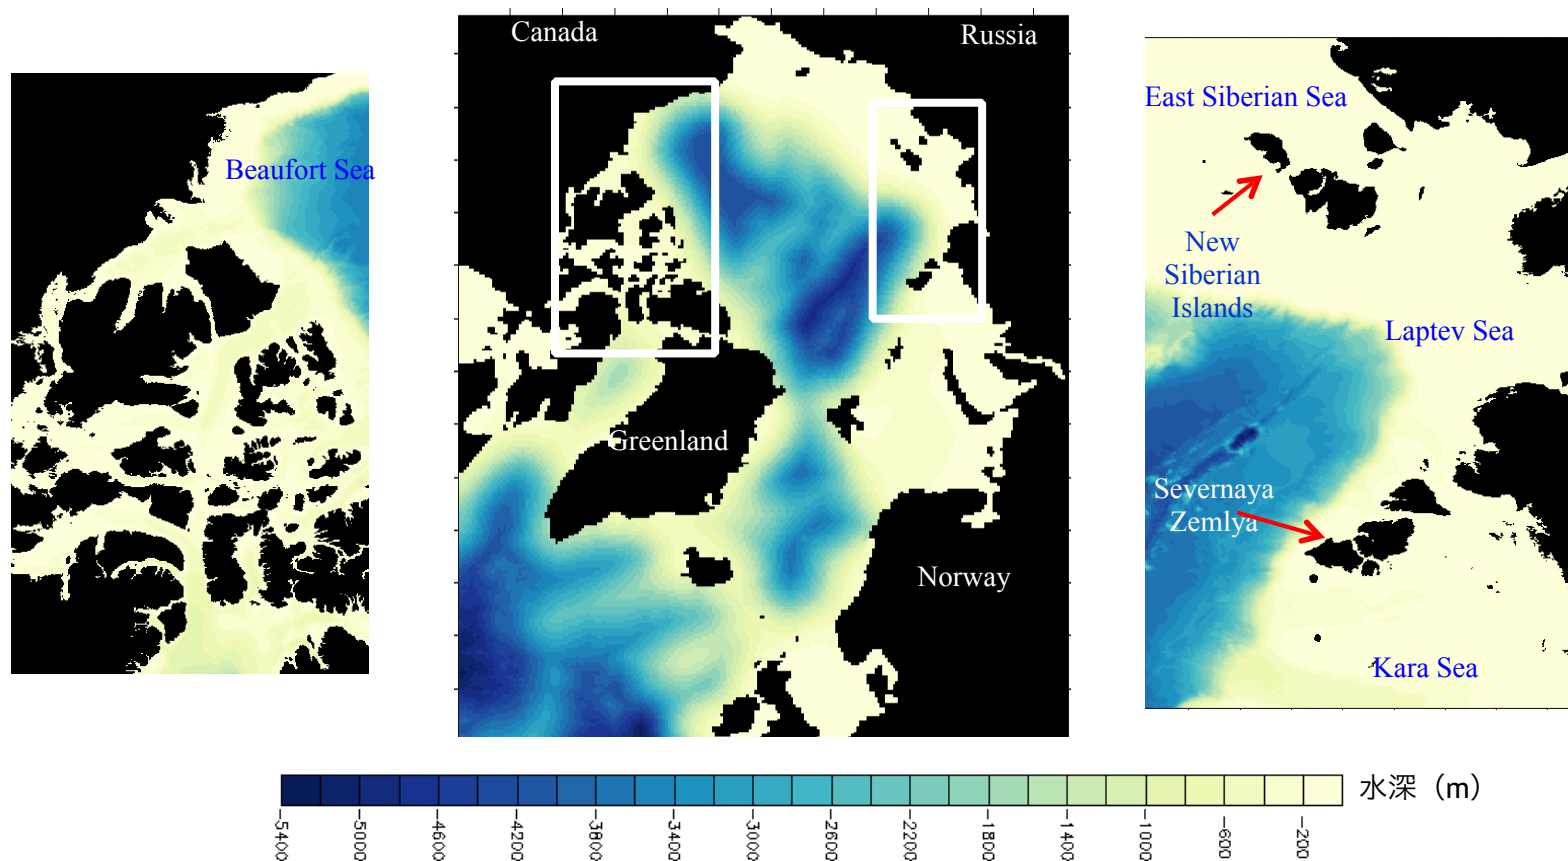 Canada
Russia
Beaufort Sea
Greenland
Norway
East Siberian Sea
New
Siberian
Islands
Laptev Sea
Severnaya
Zemlya
Kara Sea
水深（m）
-5400
-5000
-4600
-4200
-3800
-3400
-3000
-2600
-2200
-1800
-1400
-1000
-600
-200